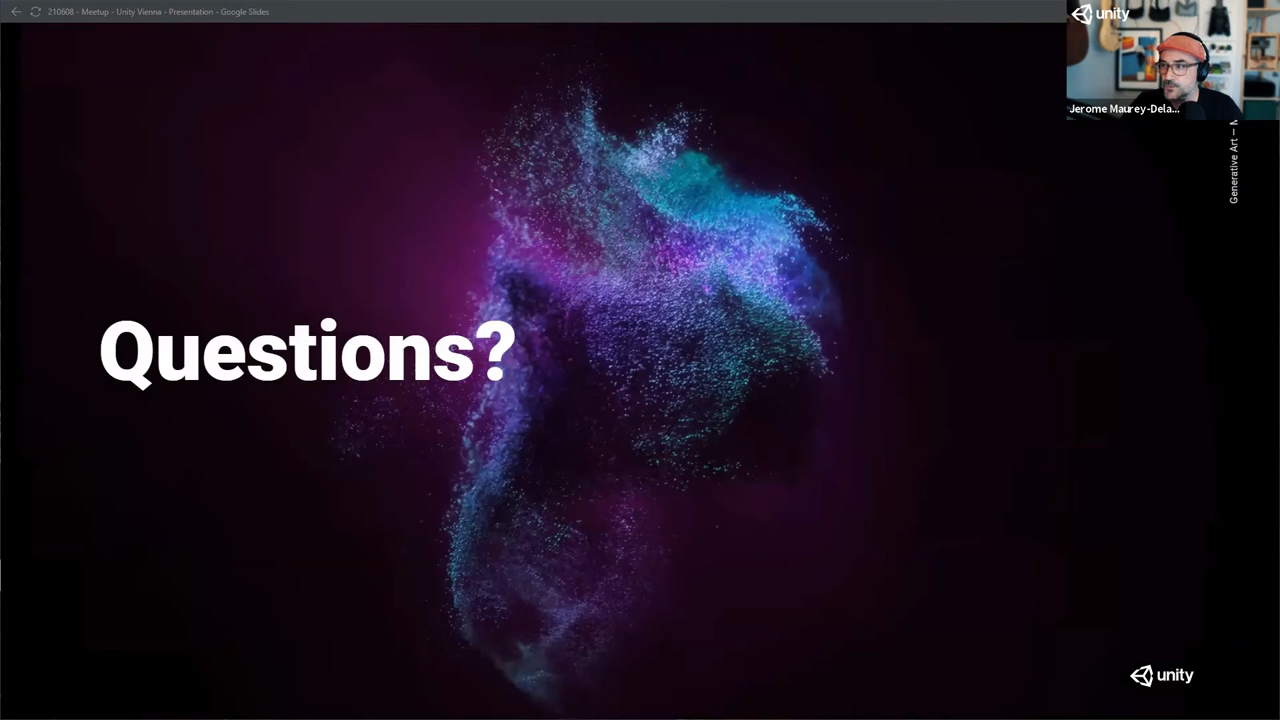 210608 - Meetup - Unity Vienna - Presentation - Google Slides
unity
Jerome Maurey-Dela...
Generative Art –
Questions?
unity